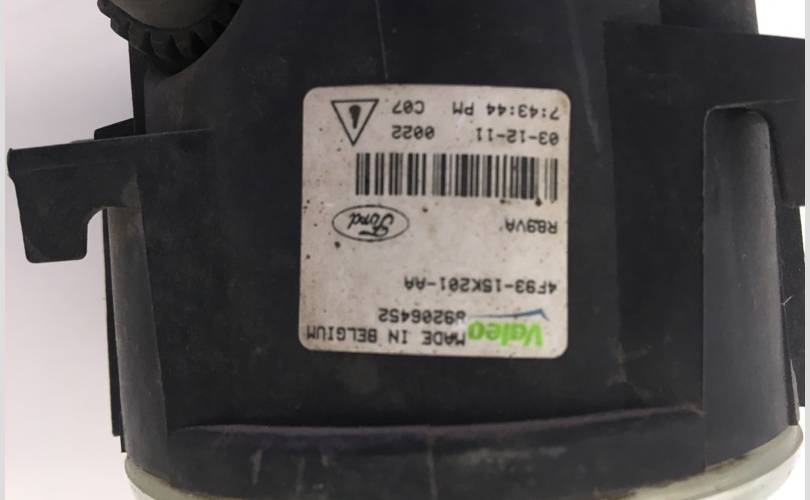 Valeo MADE IN BELGIUM
89206452
4F93-15K201-AA
R89VA
Ford
03-12-11 0022
7:43:44 PM C07